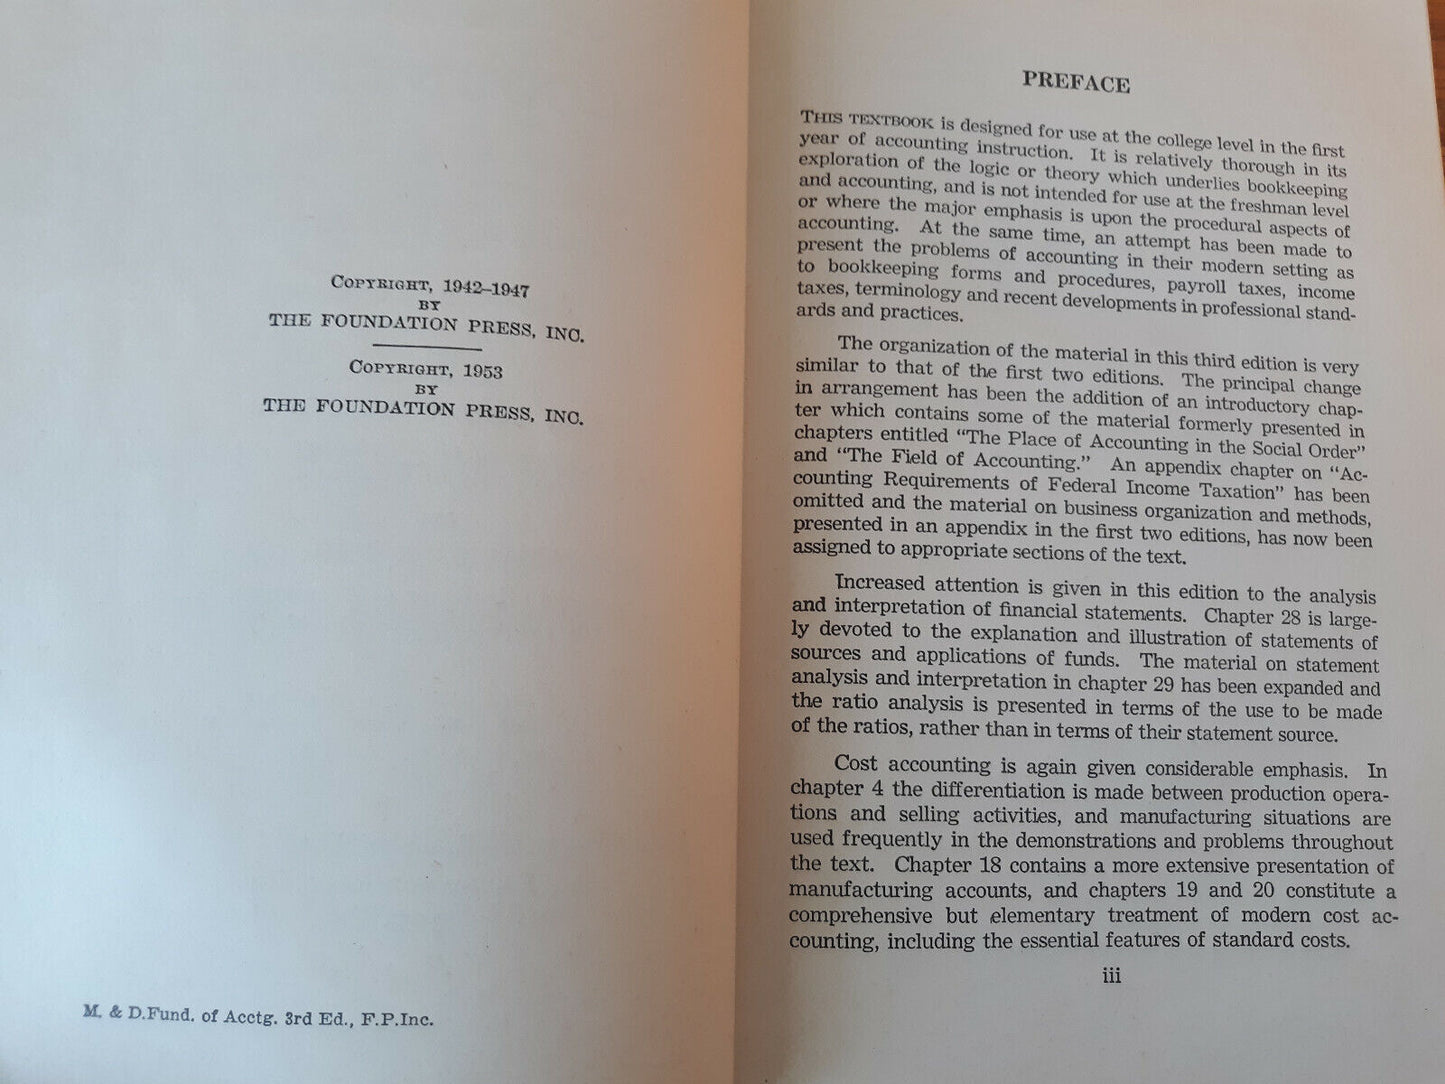 COPYRIGHT, 1942–1947
BY
THE FOUNDATION PRESS, INC.
COPYRIGHT, 1953
BY
THE FOUNDATION PRESS, INC.
M. & D.Fund. of Acctg. 3rd Ed., F.P.Inc.
PREFACE
THIS TEXTBOOK is designed for use at the college level in the first
year of accounting instruction. It is relatively thorough in its
exploration of the logic or theory which underlies bookkeeping
and accounting, and is not intended for use at the freshman level
or where the major emphasis is upon the procedural aspects of
accounting. At the same time, an attempt has been made to
present the problems of accounting in their modern setting as
to bookkeeping forms and procedures, payroll taxes, income
taxes, terminology and recent developments in professional stand-
ards and practices.
The organization of the material in this third edition is very
similar to that of the first two editions. The principal change
in arrangement has been the addition of an introductory chap-
ter which contains some of the material formerly presented in
chapters entitled “The Place of Accounting in the Social Order”
and “The Field of Accounting.” An appendix chapter on “Ac-
counting Requirements of Federal Income Taxation” has been
omitted and the material on business organization and methods,
presented in an appendix in the first two editions, has now been
assigned to appropriate sections of the text.
Increased attention is given in this edition to the analysis
and interpretation of financial statements. Chapter 28 is large-
ly devoted to the explanation and illustration of statements of
sources and applications of funds. The material on statement
analysis and interpretation in chapter 29 has been expanded and
the ratio analysis is presented in terms of the use to be made
of the ratios, rather than in terms of their statement source.
Cost accounting is again given considerable emphasis. In
chapter 4 the differentiation is made between production opera-
tions and selling activities, and manufacturing situations are
used frequently in the demonstrations and problems throughout
the text. Chapter 18 contains a more extensive presentation of
manufacturing accounts, and chapters 19 and 20 constitute a
comprehensive but elementary treatment of modern cost ac-
counting, including the essential features of standard costs.
iii